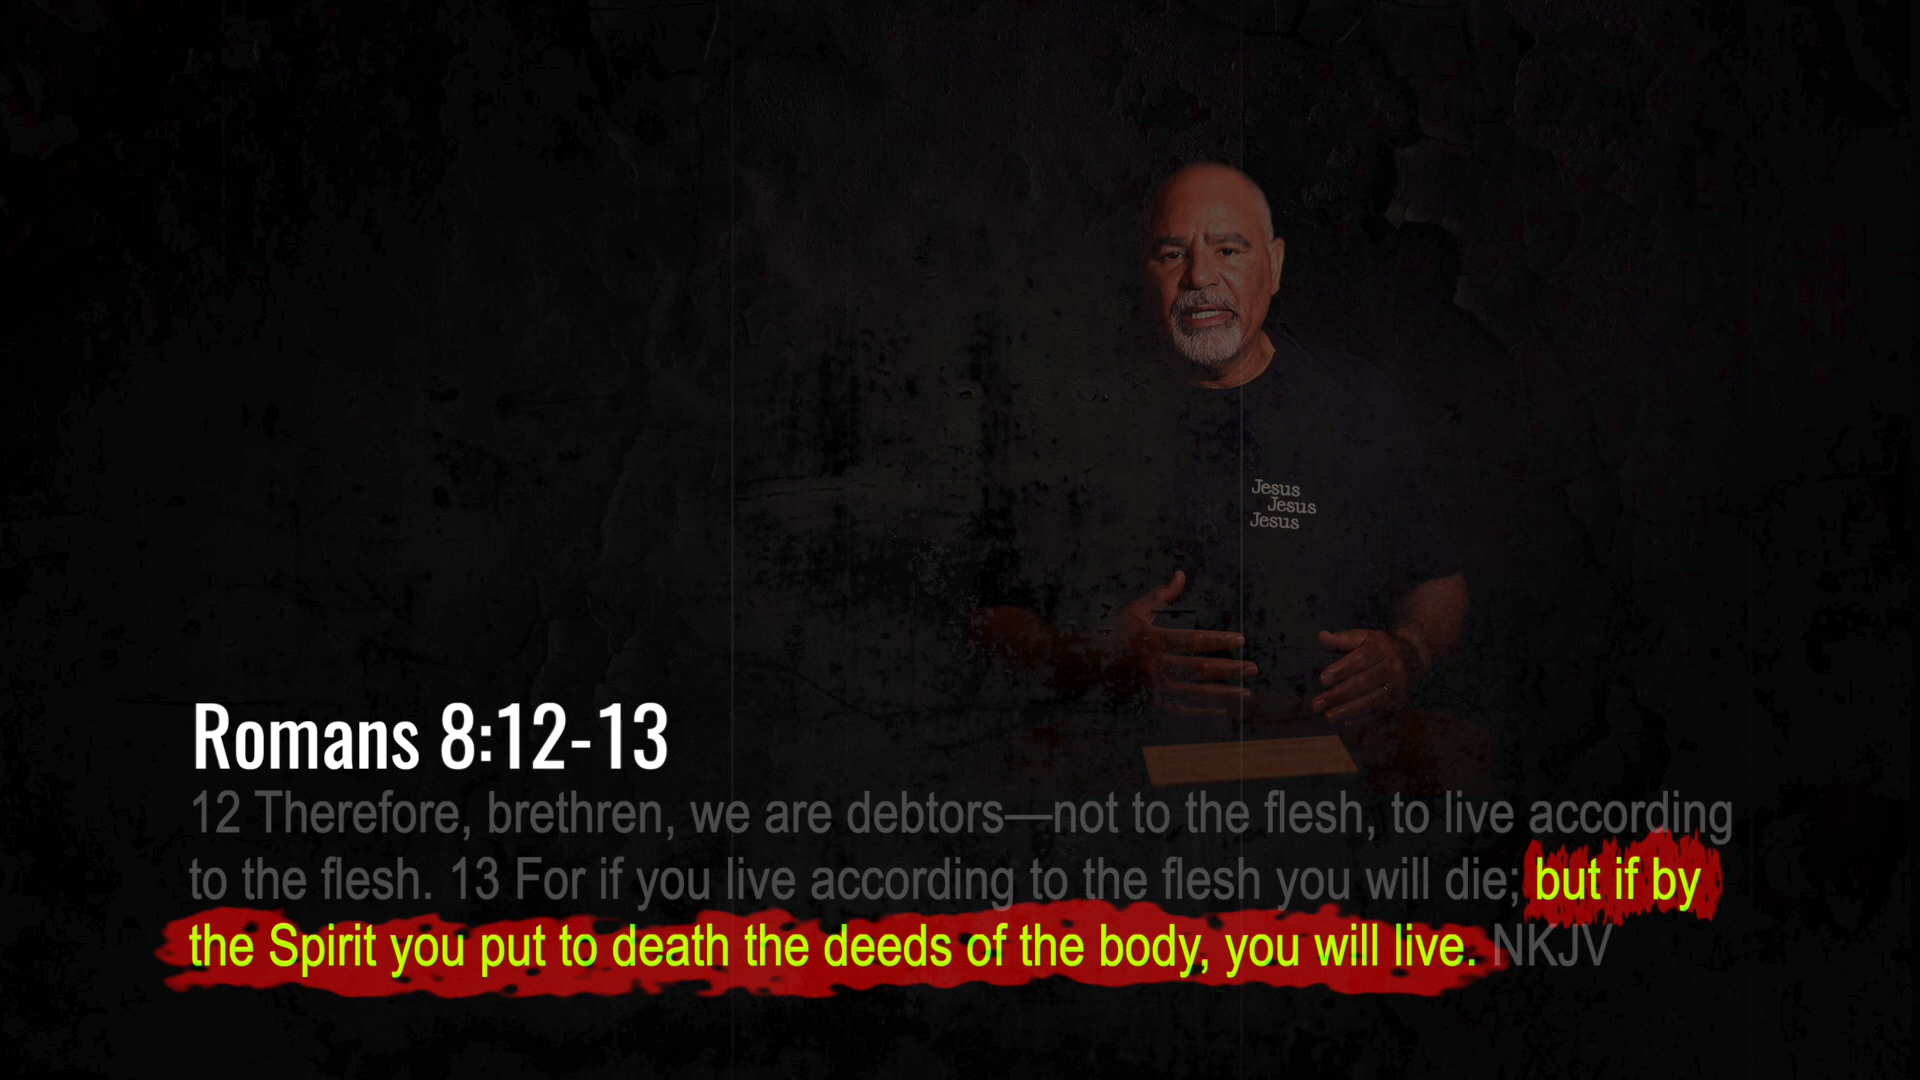 Jesus
Jesus
Jesus
Romans 8:12-13
12 Therefore, brethren, we are debtors—not to the flesh, to live according
to the flesh. 13 For if you live according to the flesh you will die; but if by
the Spirit you put to death the deeds of the body, you will live. NKJV